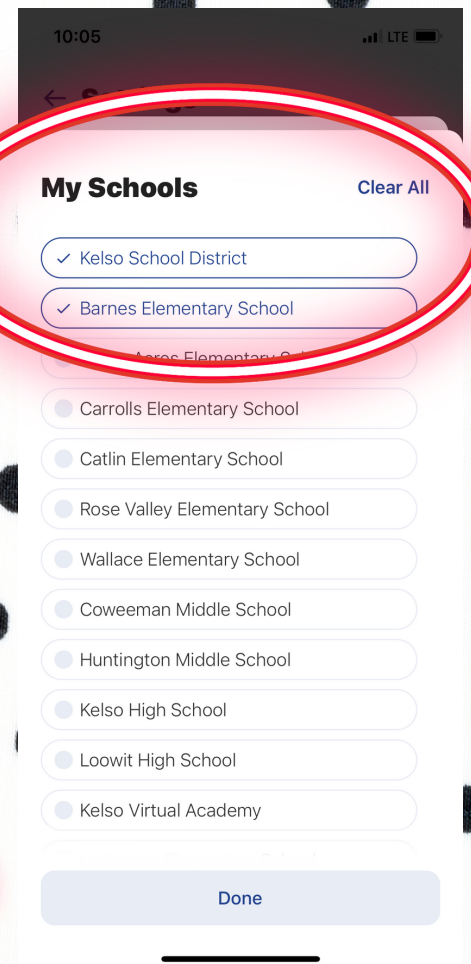 10:05 LTE
My Schools Clear All
Kelso School District
Barnes Elementary School
Acres Elementary
Carrolls Elementary School
Catlin Elementary School
Rose Valley Elementary School
Wallace Elementary School
Coweeman Middle School
Huntington Middle School
Kelso High School
Loowit High School
Kelso Virtual Academy
Done